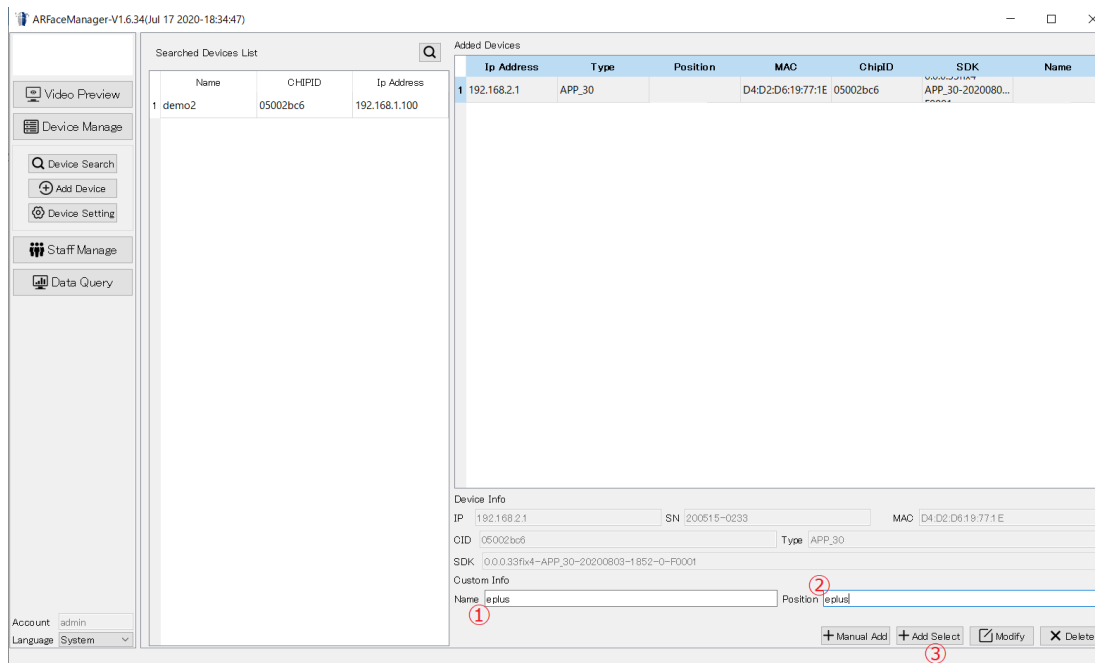 ARFaceManager-V1.6.34(Jul 17 2020-18:34:47)
Video Preview
Device Manage
Device Search
Add Device
Device Setting
Staff Manage
Data Query
Account admin
Language System
Searched Devices List
Name CHIPID Ip Address
1 demo2 05002bc6 192.168.1.100
Added Devices
Ip Address Type Position MAC ChipID SDK Name
1 192.168.2.1 APP_30 D4:D2:D6:19:77:1E 05002bc6 0.0.0.33fix4
APP_30-2020080...
F0001
Device Info
IP 192.168.2.1 SN 200515-0233 MAC D4:D2:D6:19:77:1E
CID 05002bc6 Type APP_30
SDK 0.0.0.33fix4-APP_30-20200803-1852-0-F0001
Custom Info
②
Name eplus Position eplus
①
Manual Add Add Select Modify Delete
③